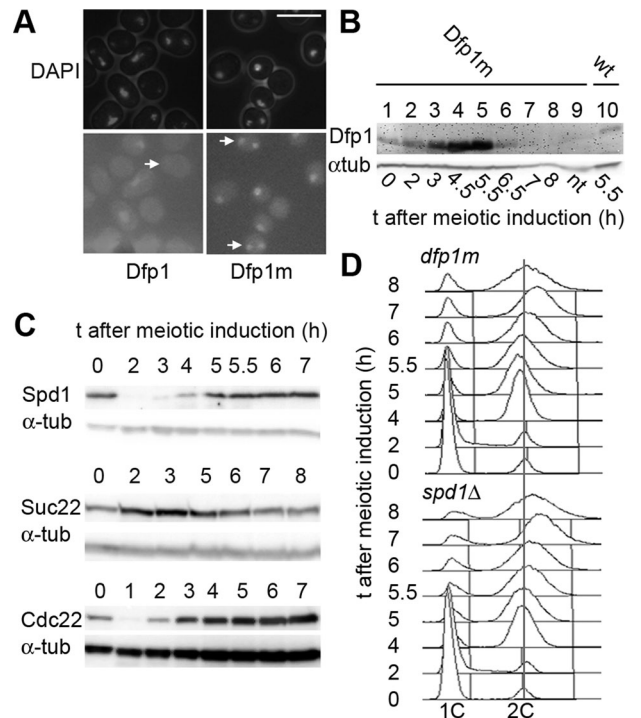 A
DAPI
Dfp1
Dfp1m
B
Dfp1m
wt
1 2 3 4 5 6 7 8 9 10
Dfp1
αtub
0 2 3 4.5 5.5 6.5 7 8 nt 5.5
t after meiotic induction (h)
C
t after meiotic induction (h)
0 2 3 4 5 5.5 6 7
Spd1
α-tub
0 2 3 5 6 7 8
Suc22
α-tub
0 1 2 3 4 5 6 7
Cdc22
α-tub
D
dfp1m
8
7
6
5.5
5
4
2
0
spd1Δ
8
7
6
5.5
5
4
2
0
t after meiotic induction (h)
1C 2C